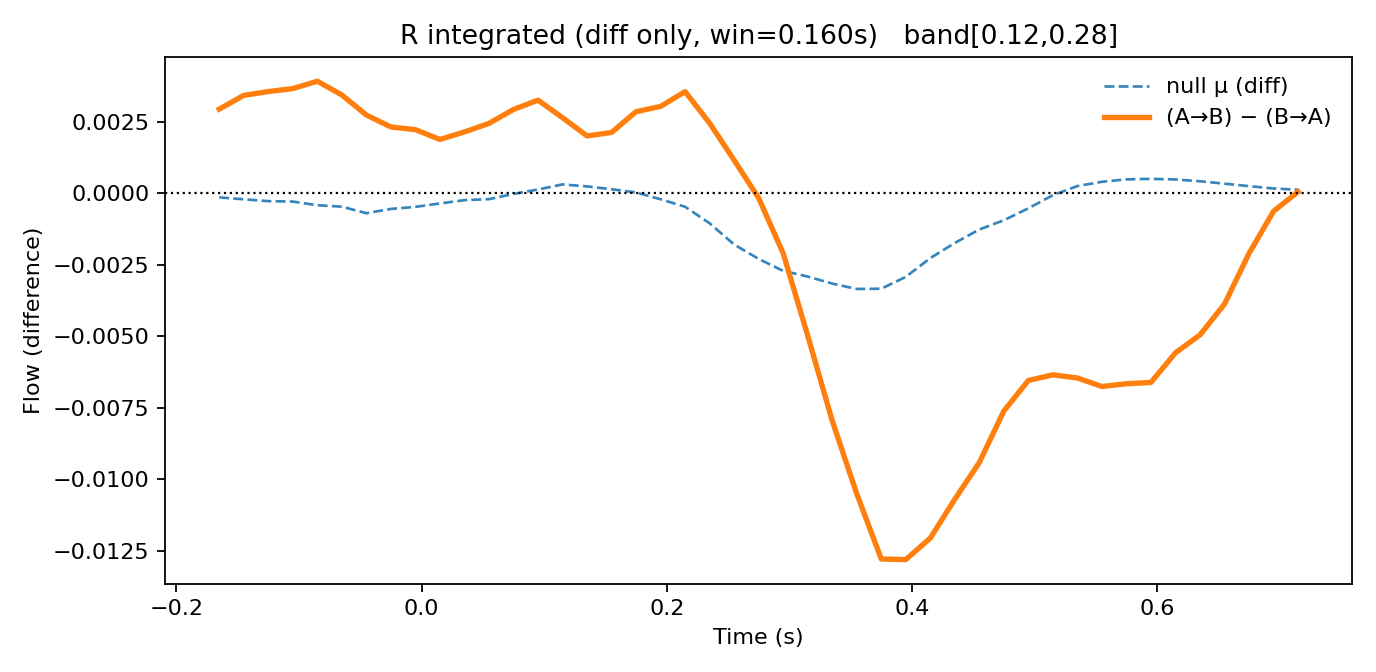 R integrated (diff only, win=0.160s)   band[0.12,0.28]
null μ (diff)
(A→B) − (B→A)
Flow (difference)
0.0025
0.0000
−0.0025
−0.0050
−0.0075
−0.0100
−0.0125
−0.2
0.0
0.2
0.4
0.6
Time (s)